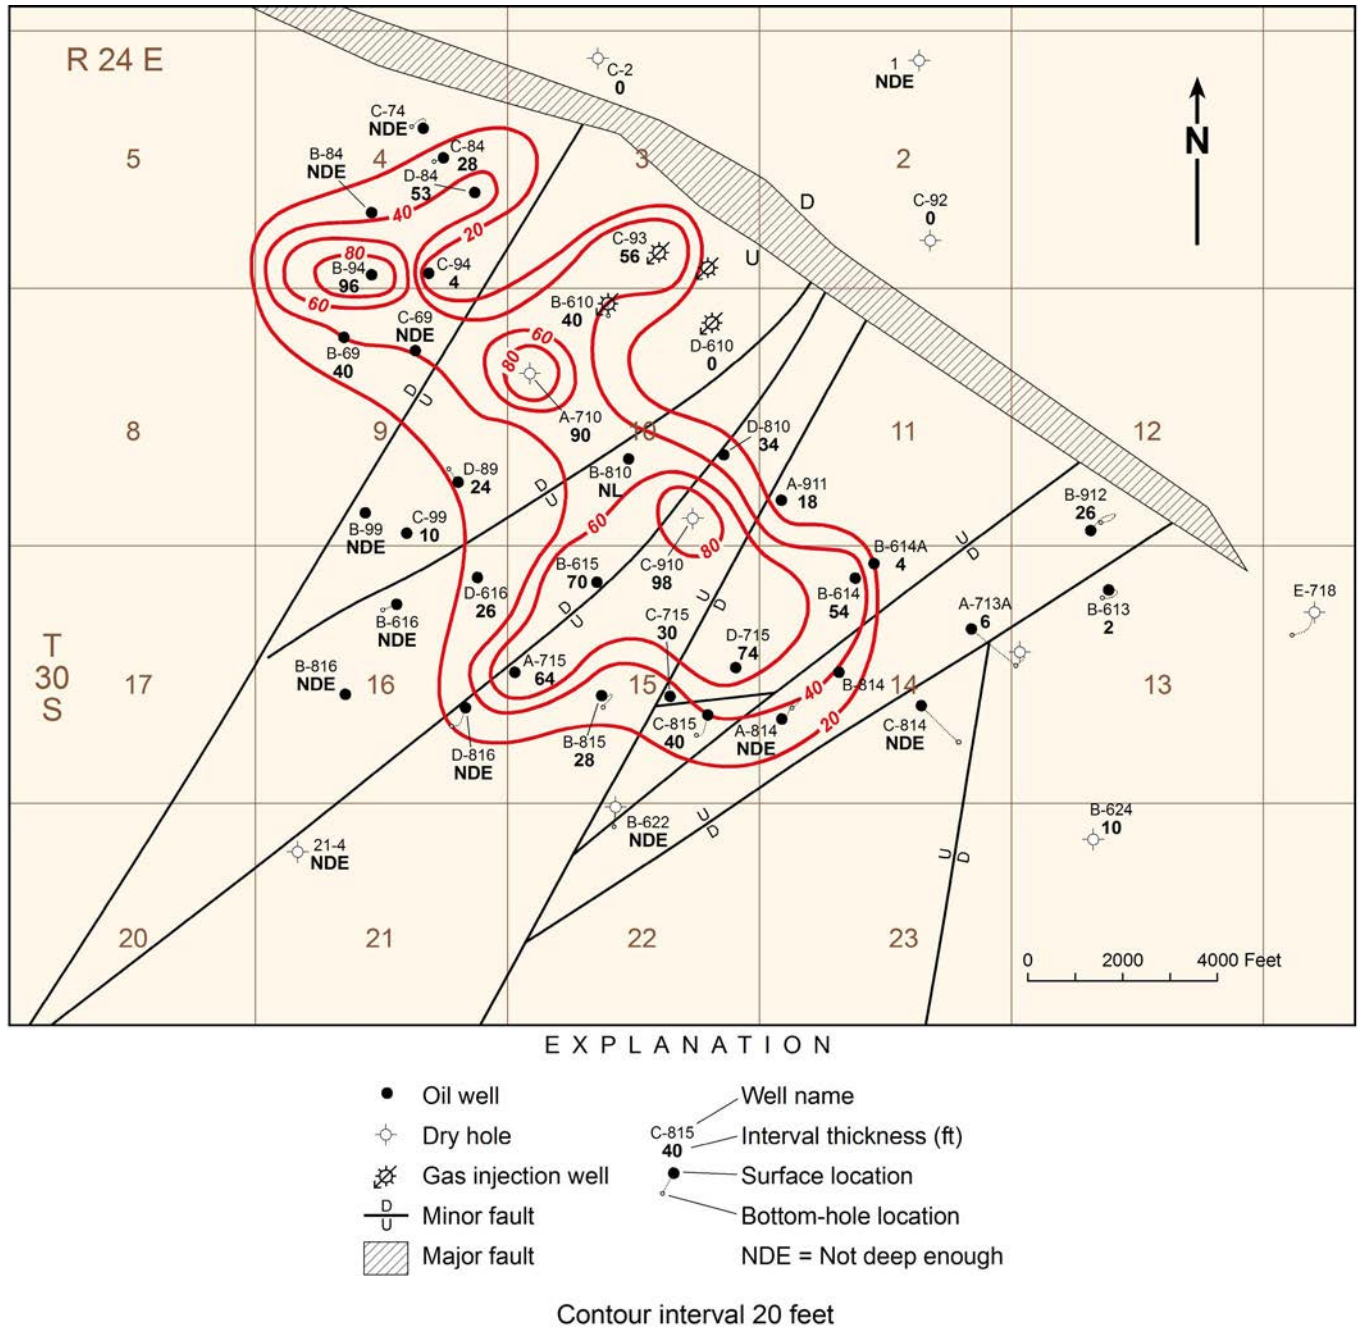 R 24 E
C-2
0
1
NDE
C-74
NDE
5
4
3
2
N
C-84
28
B-84
NDE
D-84
53
40
20
D
C-92
0
C-93
56
U
80
B-94
96
C-94
4
60
B-610
40
C-69
NDE
D-610
0
B-69
40
60
80
D
U
A-710
90
8
9
10
11
12
D-810
34
D-89
24
B-810
NL
D
U
A-911
18
B-912
26
B-99
NDE
C-99
10
60
80
U
D
B-614A
4
B-615
70
C-910
98
D-616
26
B-614
54
E-718
B-616
NDE
D
U
U
D
C-715
30
A-713A
6
B-613
2
T
30
S
17
16
15
14
13
B-816
NDE
A-715
64
D-715
74
B-814
40
20
C-815
40
A-814
NDE
C-814
NDE
D-816
NDE
B-815
28
B-622
NDE
U
D
B-624
10
21-4
NDE
U
D
20
21
22
23
0
2000
4000 Feet
EXPLANATION
Oil well
Dry hole
Gas injection well
D
U
Minor fault
Major fault
Well name
C-815
40
Interval thickness (ft)
Surface location
Bottom-hole location
NDE = Not deep enough
Contour interval 20 feet